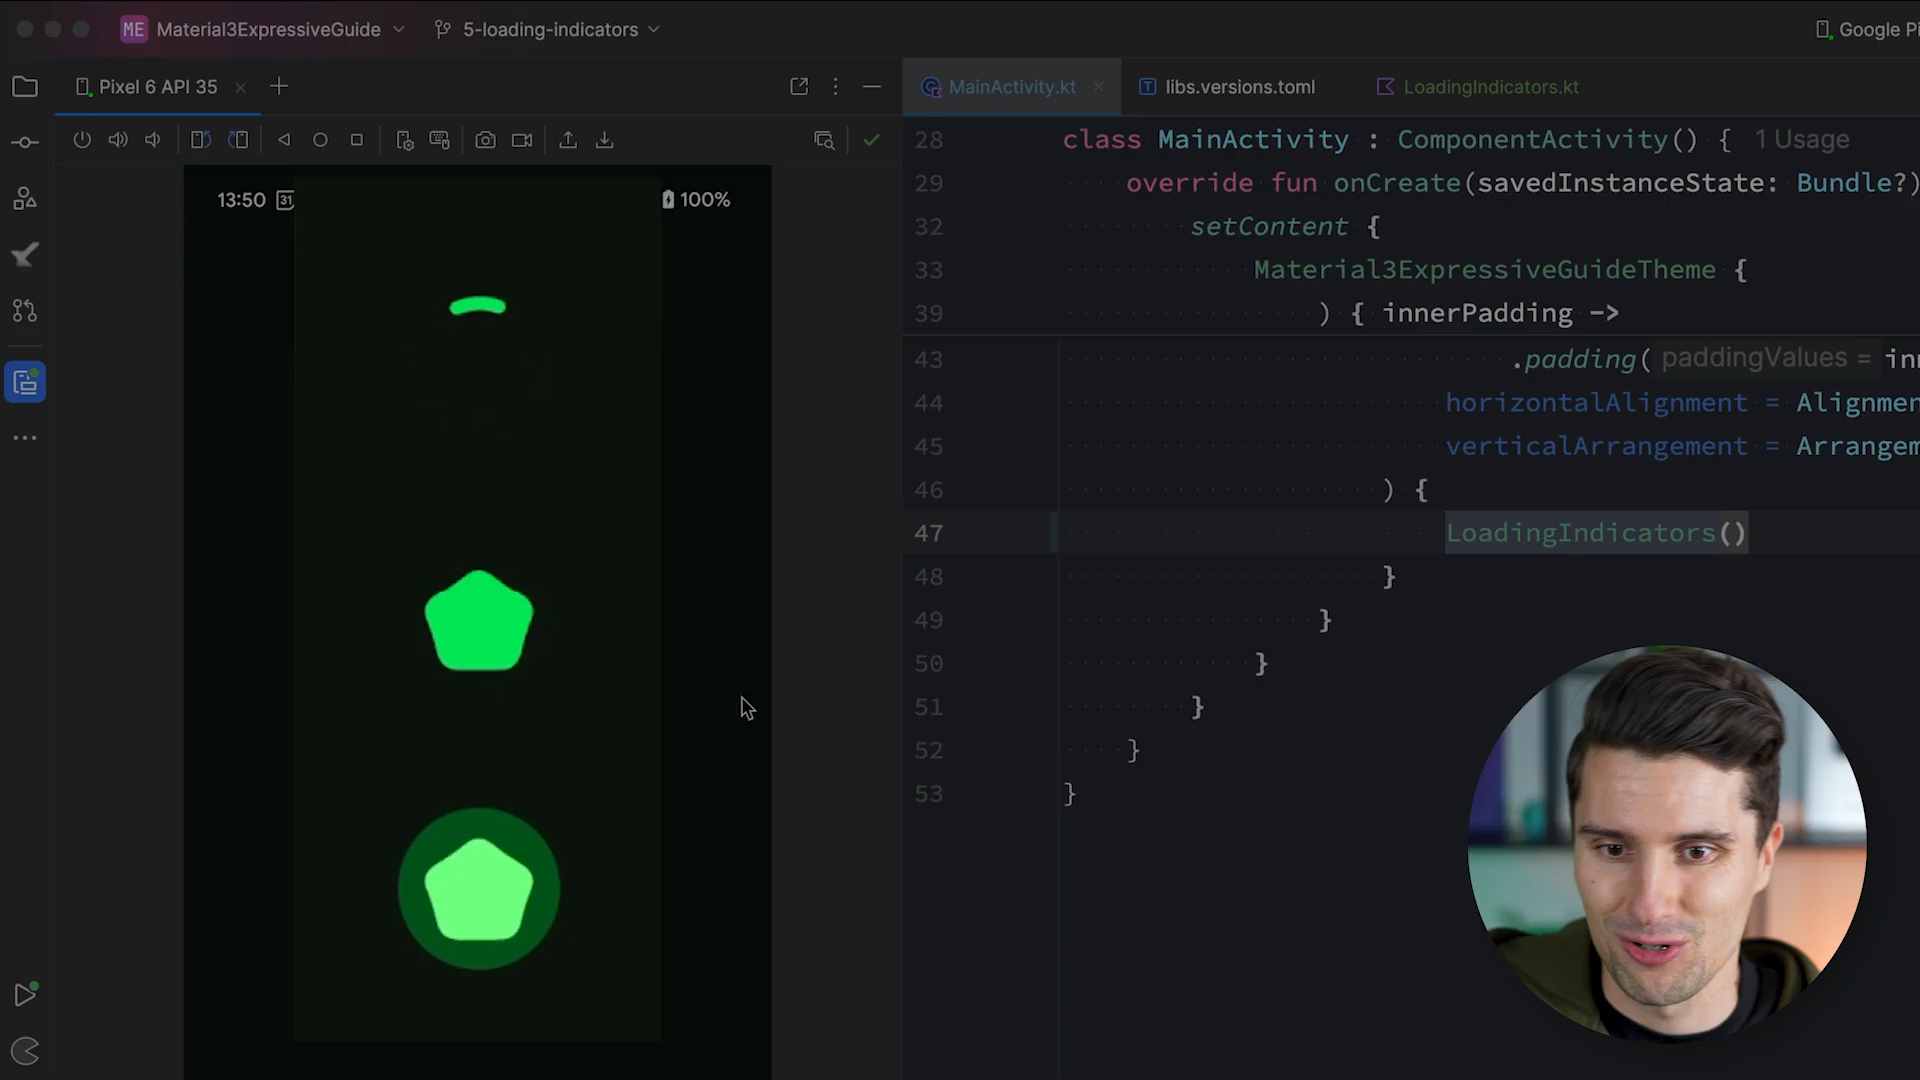 ME Material3ExpressiveGuide 5-loading-indicators Google Pi
Pixel 6 API 35
MainActivity.kt libs.versions.toml LoadingIndicators.kt
13:50 31 100%
28 class MainActivity : ComponentActivity() { 1 Usage
29 override fun onCreate(savedInstanceState: Bundle?)
32 setContent {
33 Material3ExpressiveGuideTheme {
39 ) { innerPadding ->
43 .padding( paddingValues = inn
44 horizontalAlignment = Alignmen
45 verticalArrangement = Arrangem
46 ) {
47 LoadingIndicators()
48 }
49 }
50 }
51 }
52 }
53 }